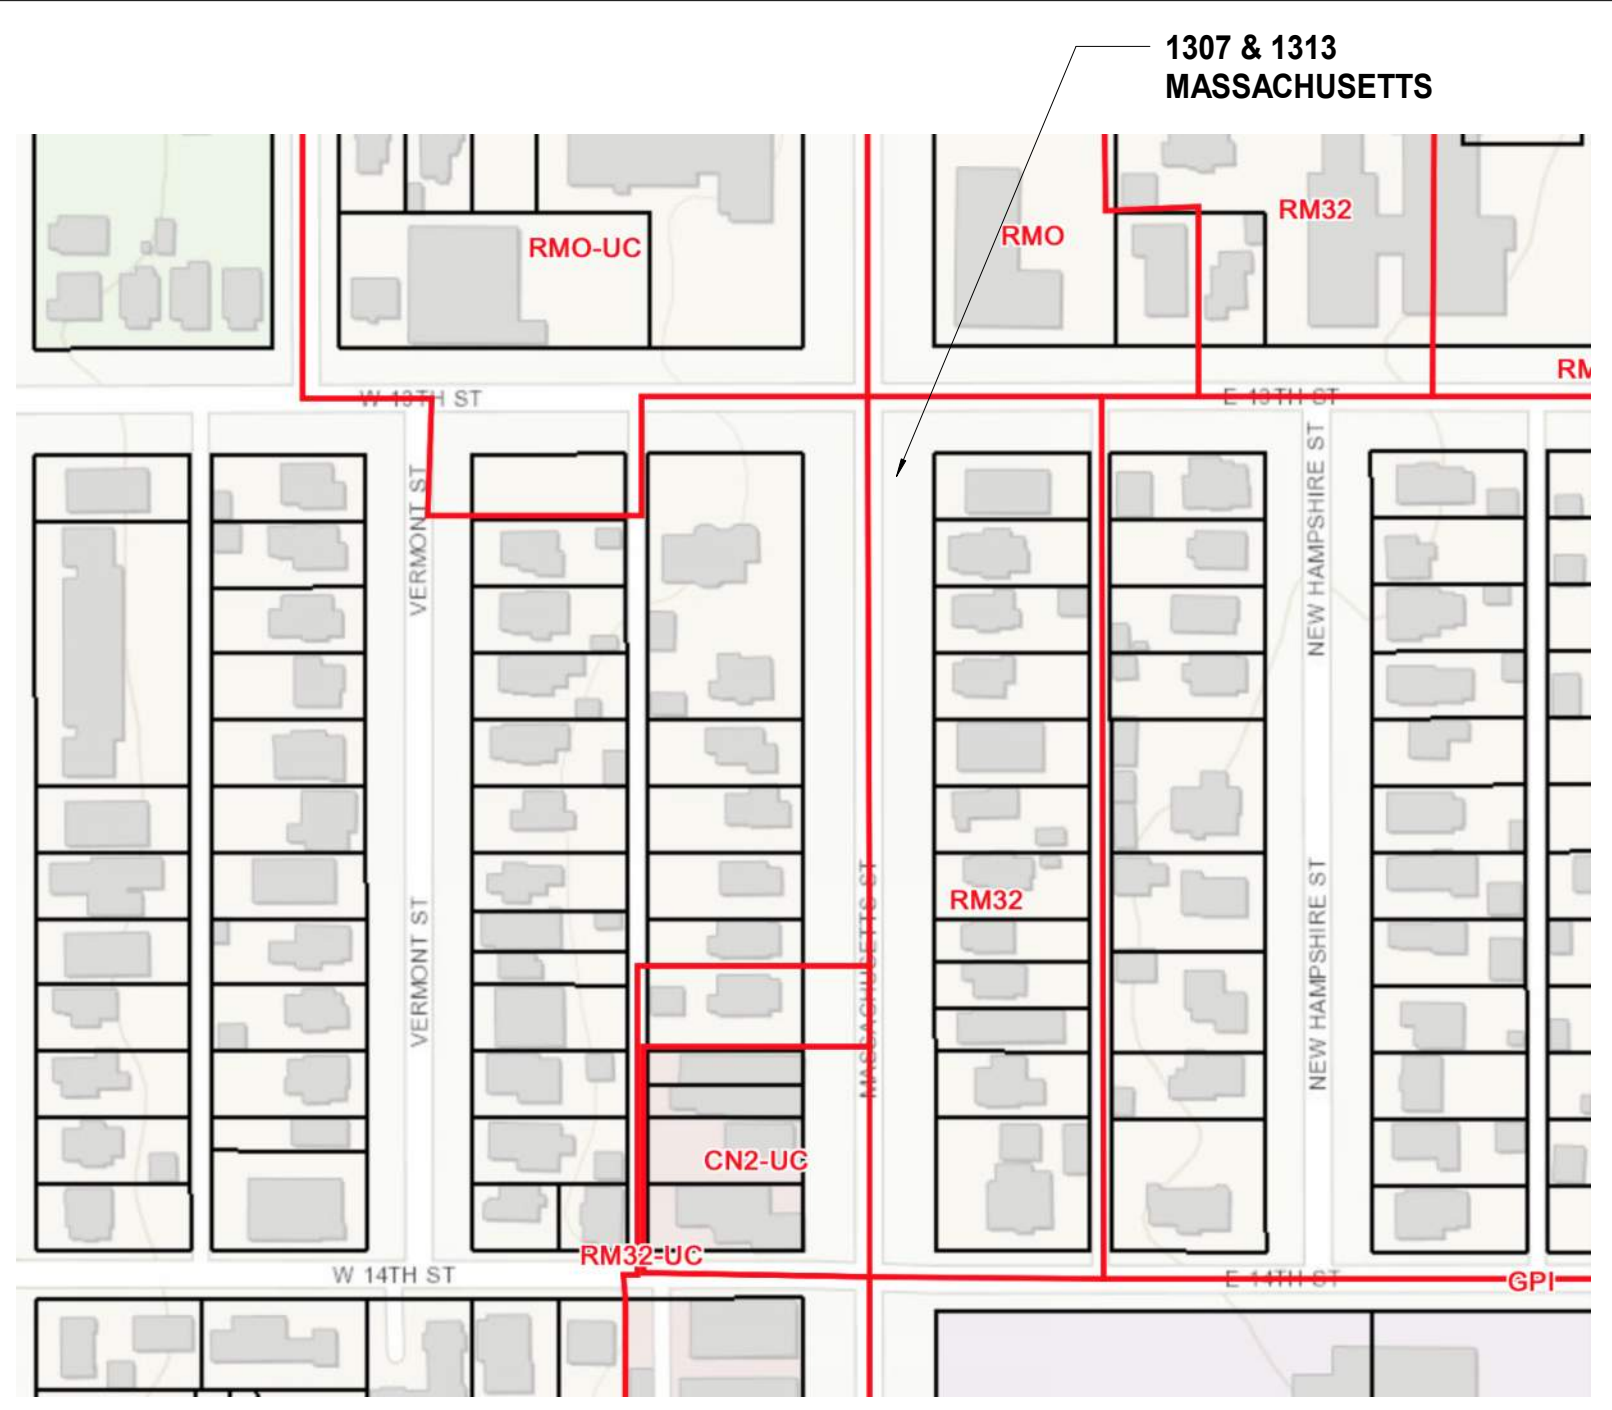 1307 & 1313
MASSACHUSETTS
RM32
RMO
RMO-UC
RM
W 13TH ST
E 13TH ST
VERMONT ST
NEW HAMPSHIRE ST
MASSACHUSETTS ST
RM32
VERMONT ST
NEW HAMPSHIRE ST
CN2-UC
RM32-UC
W 14TH ST
E 14TH ST
GPI